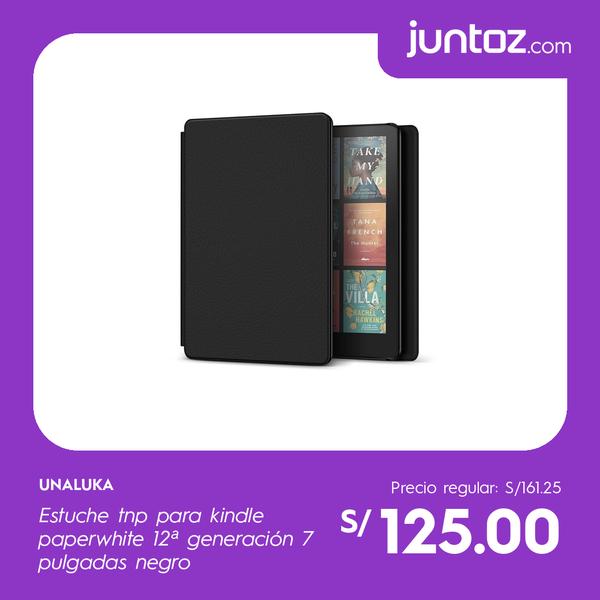 juntoz.com
TAKE
MY
HAND
TANA
FRENCH
The Hunter
THE
VILLA
RACHEL
HAWKINS
UNALUKA
Estuche tnp para kindle
paperwhite 12ª generación 7
pulgadas negro
Precio regular: S/161.25
S/125.00